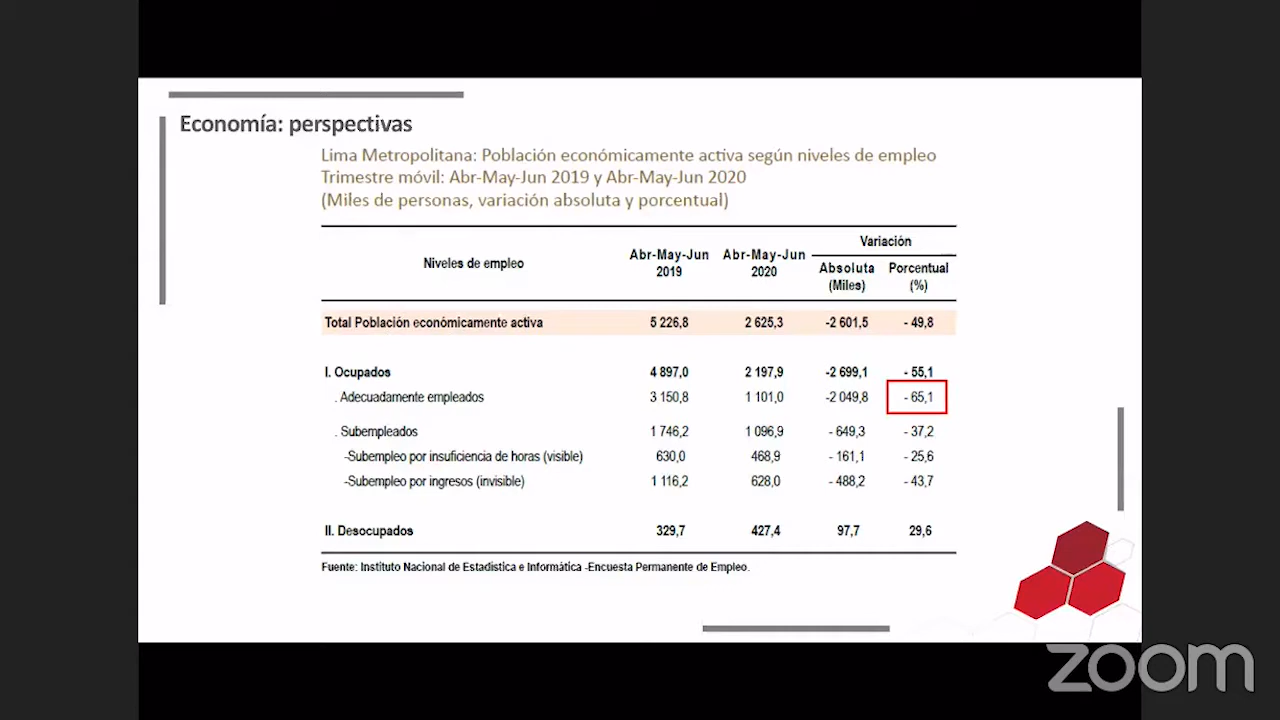 Economía: perspectivas
Lima Metropolitana: Población económicamente activa según niveles de empleo
Trimestre móvil: Abr-May-Jun 2019 y Abr-May-Jun 2020
(Miles de personas, variación absoluta y porcentual)
Niveles de empleo Abr-May-Jun 2019 Abr-May-Jun 2020 Variación
Absoluta (Miles) Porcentual (%)
Total Población económicamente activa 5 226,8 2 625,3 -2 601,5 - 49,8
I. Ocupados 4 897,0 2 197,9 -2 699,1 - 55,1
. Adecuadamente empleados 3 150,8 1 101,0 -2 049,8 - 65,1
. Subempleados 1 746,2 1 096,9 - 649,3 - 37,2
-Subempleo por insuficiencia de horas (visible) 630,0 468,9 - 161,1 - 25,6
-Subempleo por ingresos (invisible) 1 116,2 628,0 - 488,2 - 43,7
II. Desocupados 329,7 427,4 97,7 29,6
Fuente: Instituto Nacional de Estadistica e Informática -Encuesta Permanente de Empleo.
zoom